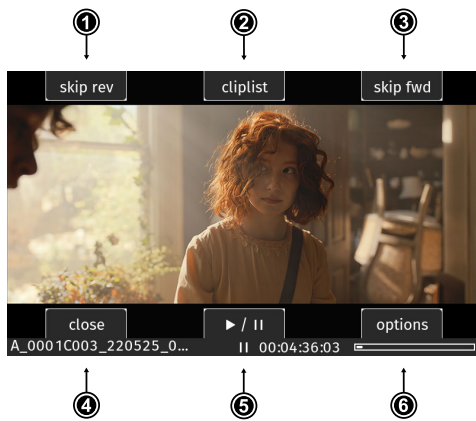 1 2 3
skip rev cliplist skip fwd
close ▶ / II options
A_0001C003_220525_0... II 00:04:36:03
4 5 6